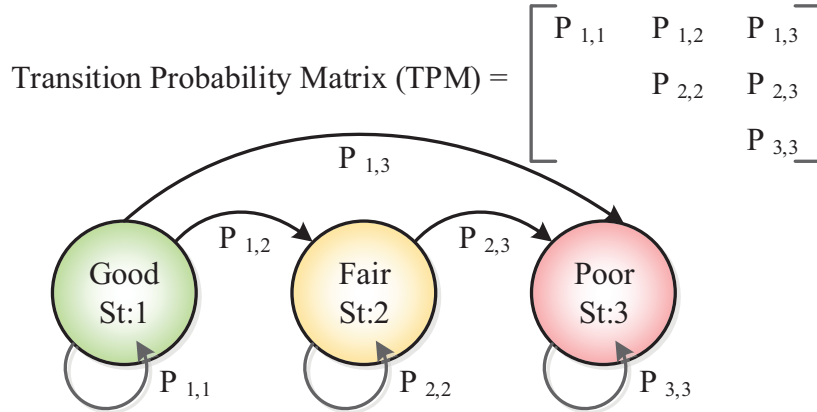 Transition Probability Matrix (TPM) =
P 1,1 P 1,2 P 1,3
P 2,2 P 2,3
P 3,3
P 1,3
P 1,2
P 2,3
Good
St:1
Fair
St:2
Poor
St:3
P 1,1
P 2,2
P 3,3